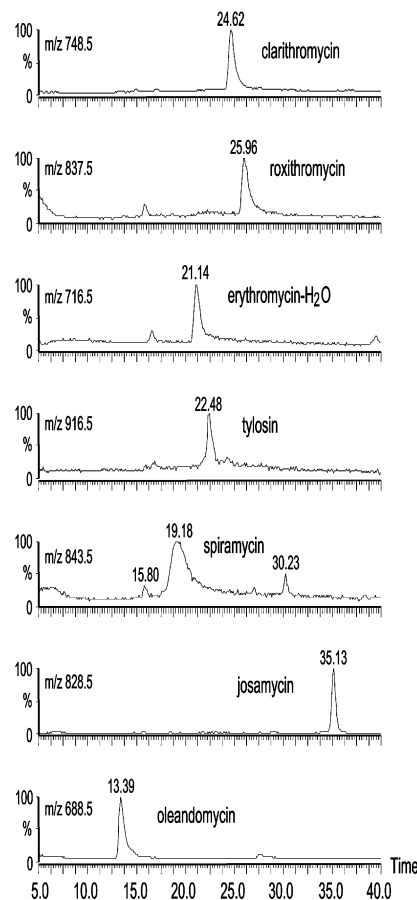 24.62
100
%
0
m/z 748.5
clarithromycin
25.96
100
%
0
m/z 837.5
roxithromycin
21.14
100
%
0
m/z 716.5
erythromycin-H2O
22.48
100
%
0
m/z 916.5
tylosin
19.18
100
%
0
m/z 843.5
spiramycin
15.80
30.23
35.13
100
%
0
m/z 828.5
josamycin
13.39
100
%
0
m/z 688.5
oleandomycin
Time
5.0 10.0 15.0 20.0 25.0 30.0 35.0 40.0